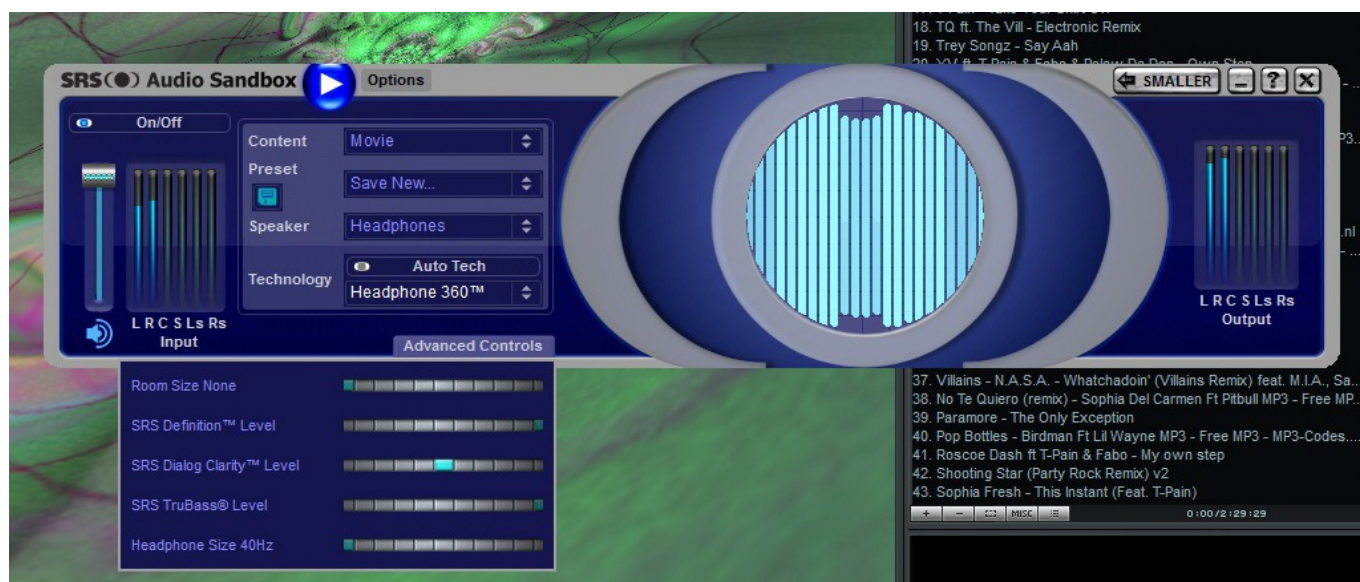 18. TQ ft. The Vill - Electronic Remix
19. Trey Songz - Say Aah
SRS Audio Sandbox
Options
SMALLER
?
On/Off
Content
Movie
Preset
Save New...
Speaker
Headphones
Technology
Auto Tech
Headphone 360™
L R C S Ls Rs
Input
Advanced Controls
L R C S Ls Rs
Output
Room Size None
SRS Definition™ Level
SRS Dialog Clarity™ Level
SRS TruBass® Level
Headphone Size 40Hz
P3...
.nl
37. Villains - N.A.S.A. - Whatchadoin' (Villains Remix) feat. M.I.A., Sa...
38. No Te Quiero (remix) - Sophia Del Carmen Ft Pitbull MP3 - Free MP...
39. Paramore - The Only Exception
40. Pop Bottles - Birdman Ft Lil Wayne MP3 - Free MP3 - MP3-Codes....
41. Roscoe Dash ft T-Pain & Fabo - My own step
42. Shooting Star (Party Rock Remix) v2
43. Sophia Fresh - This Instant (Feat. T-Pain)
+ - MISC 0:00/2:29:29